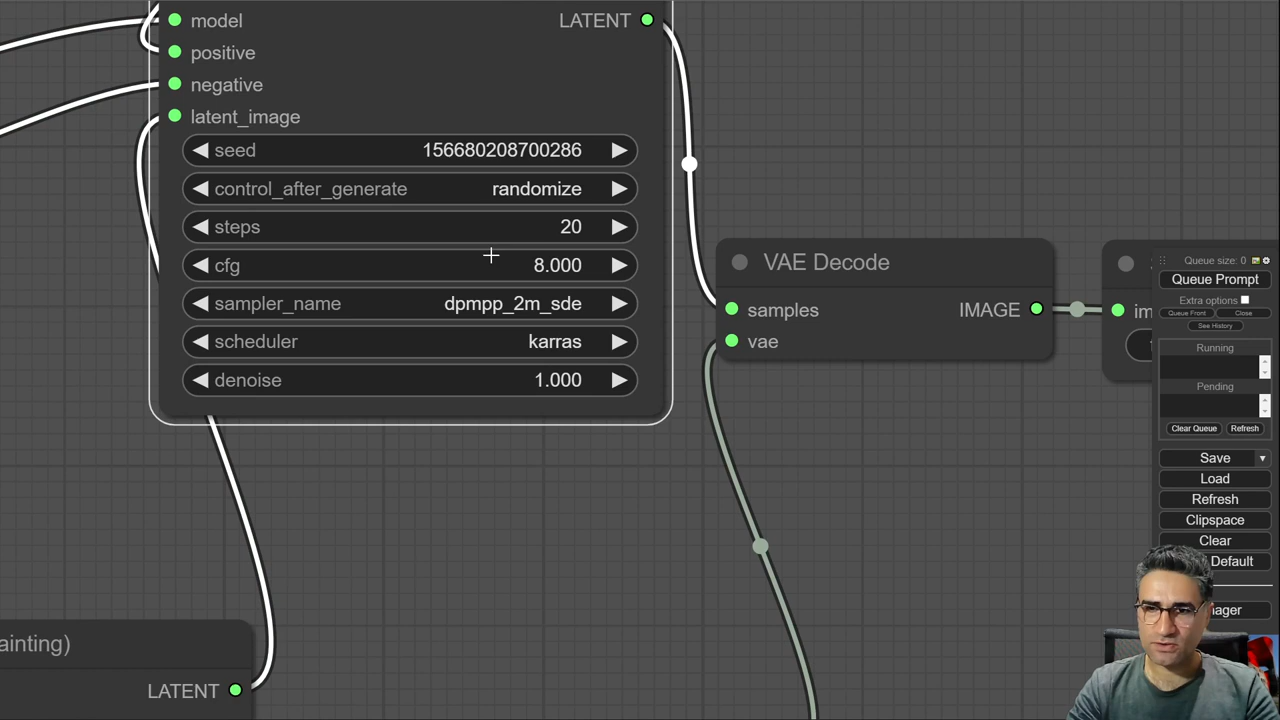 model
LATENT
positive
negative
latent_image
seed 156680208700286
control_after_generate randomize
steps 20
cfg 8.000
sampler_name dpmpp_2m_sde
scheduler karras
denoise 1.000
VAE Decode
samples
IMAGE
vae
im
Queue size: 0
Queue Prompt
Extra options
Queue Front
Close
See History
Running
Pending
Clear Queue
Refresh
Save
Load
Refresh
Clipspace
Clear
Default
ager
ainting)
LATENT